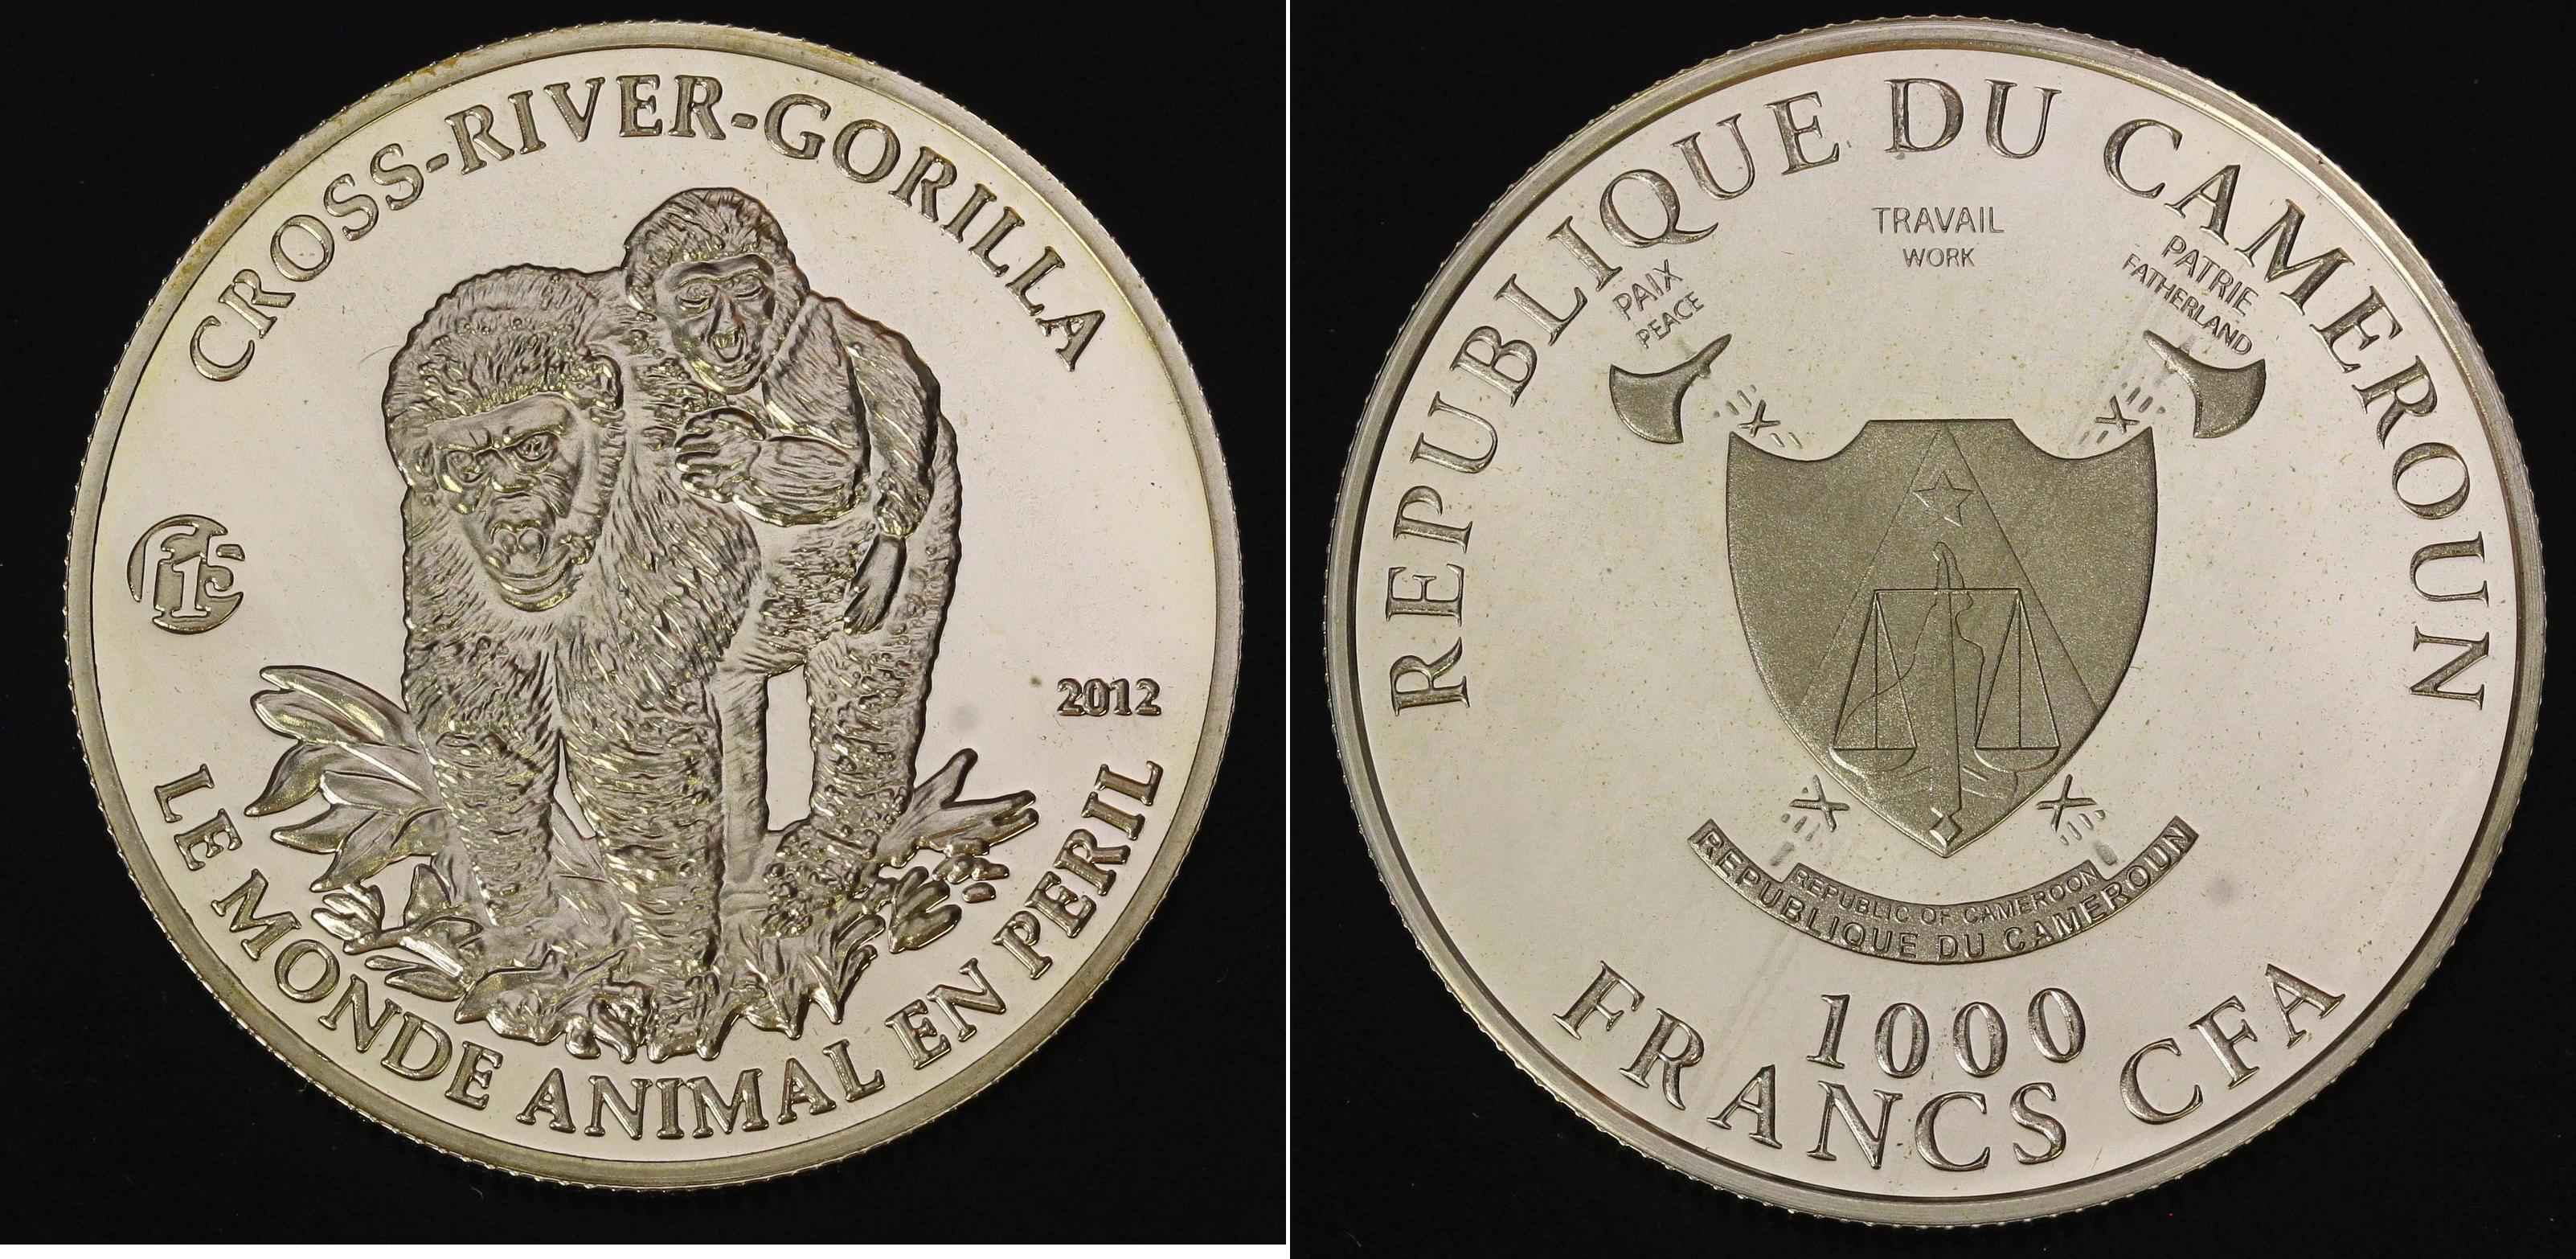 CROSS-RIVER-GORILLA
2012
LE MONDE ANIMAL EN PERIL
REPUBLIQUE DU CAMEROUN
TRAVAIL
WORK
PAIX
PEACE
PATRIE
FATHERLAND
REPUBLIC OF CAMEROON
REPUBLIQUE DU CAMEROUN
1000
FRANCS CFA